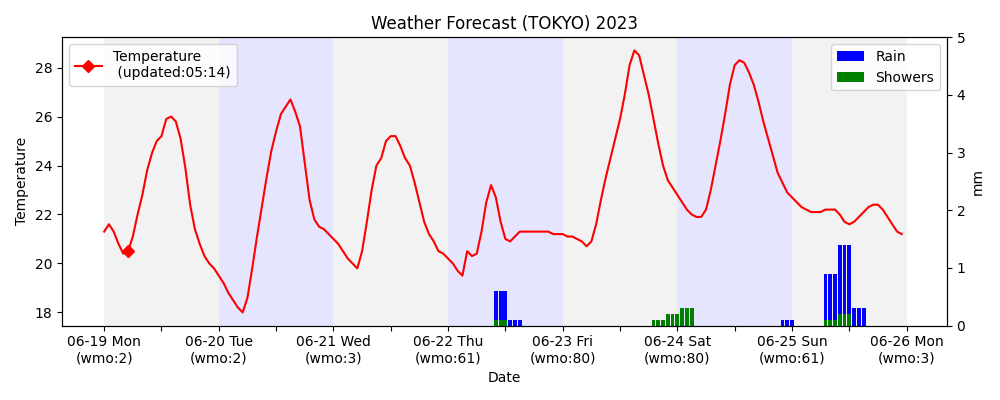 Weather Forecast (TOKYO) 2023
Temperature
(updated:05:14)
Rain
Showers
Temperature
28
26
24
22
20
18
5
4
3
2
1
0
mm
06-19 Mon
(wmo:2)
06-20 Tue
(wmo:2)
06-21 Wed
(wmo:3)
06-22 Thu
(wmo:61)
06-23 Fri
(wmo:80)
06-24 Sat
(wmo:80)
06-25 Sun
(wmo:61)
06-26 Mon
(wmo:3)
Date